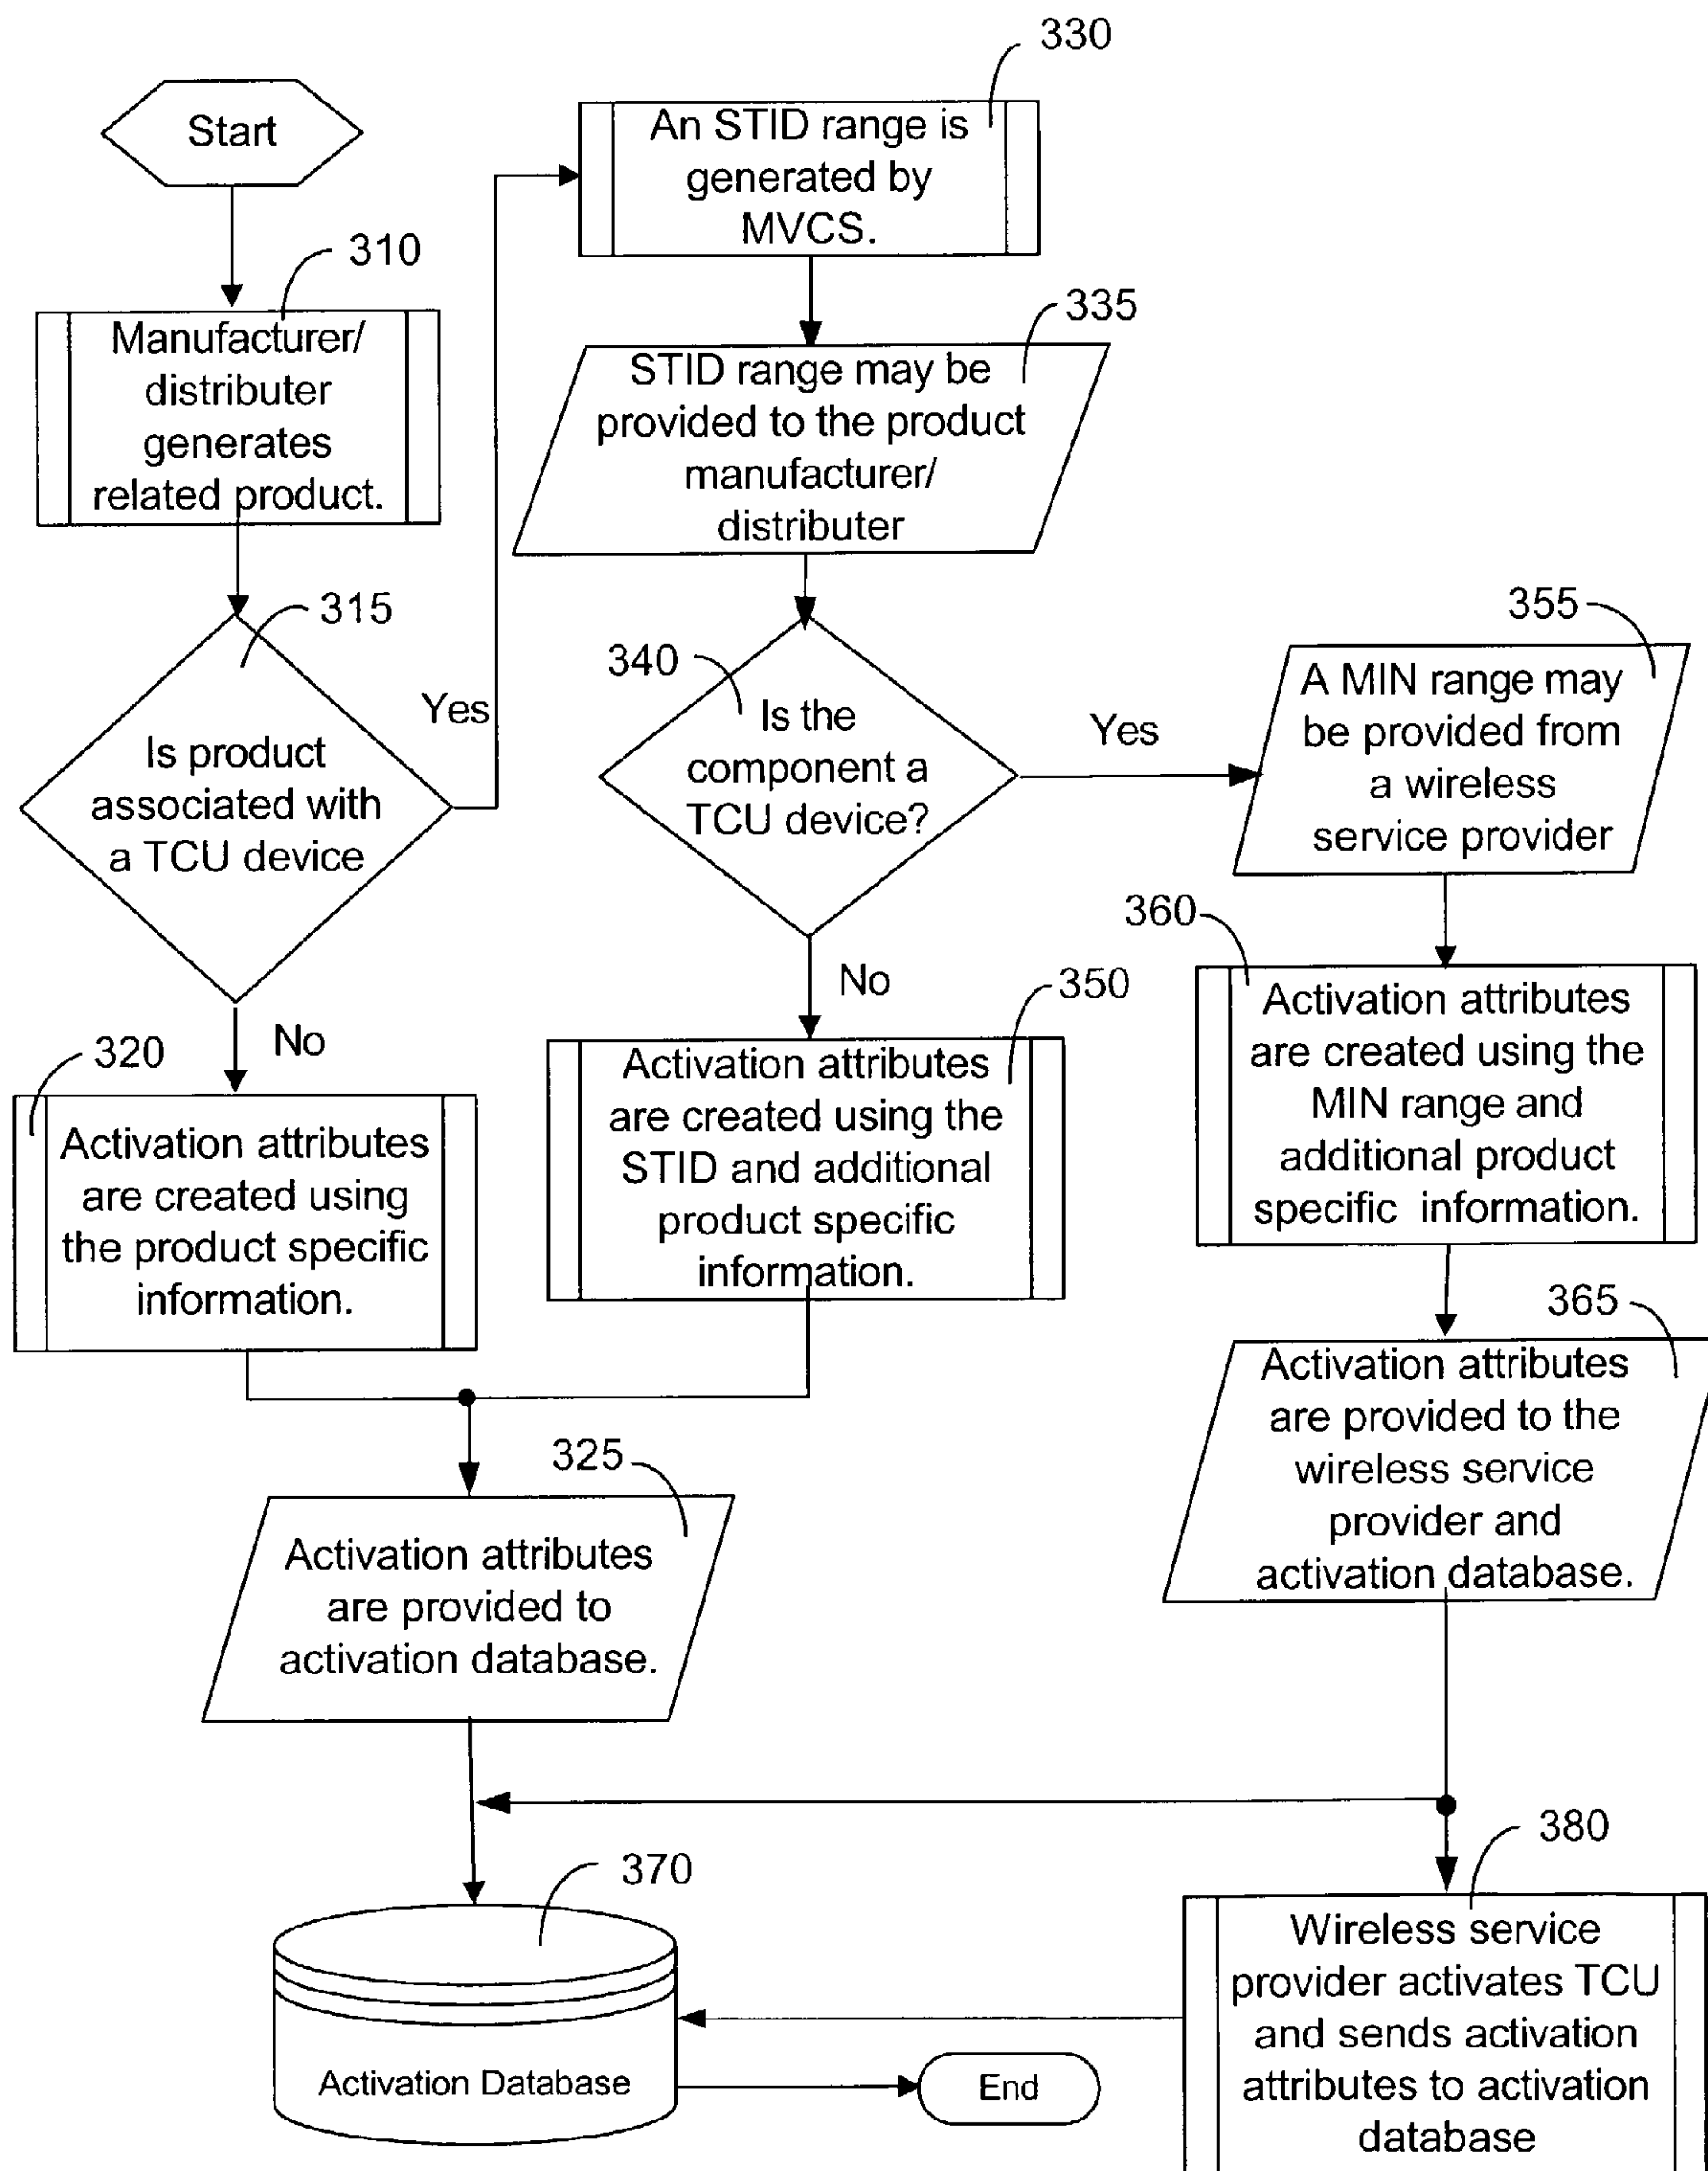 330
Start
An STID range is
generated by
MVCS.
310
Manufacturer/
distributer
generates
related product.
335
STID range may be
provided to the product
manufacturer/
distributer
315
Is product
associated with
a TCU device
Yes
340
Is the
component a
TCU device?
Yes
355
A MIN range may
be provided from
a wireless
service provider
No
320
Activation attributes
are created using
the product specific
information.
No
350
Activation attributes
are created using the
STID and additional
product specific
information.
360
Activation attributes
are created using the
MIN range and
additional product
specific information.
365
Activation attributes
are provided to the
wireless service
provider and
activation database.
325
Activation attributes
are provided to
activation database.
370
Activation Database
End
380
Wireless service
provider activates TCU
and sends activation
attributes to activation
database